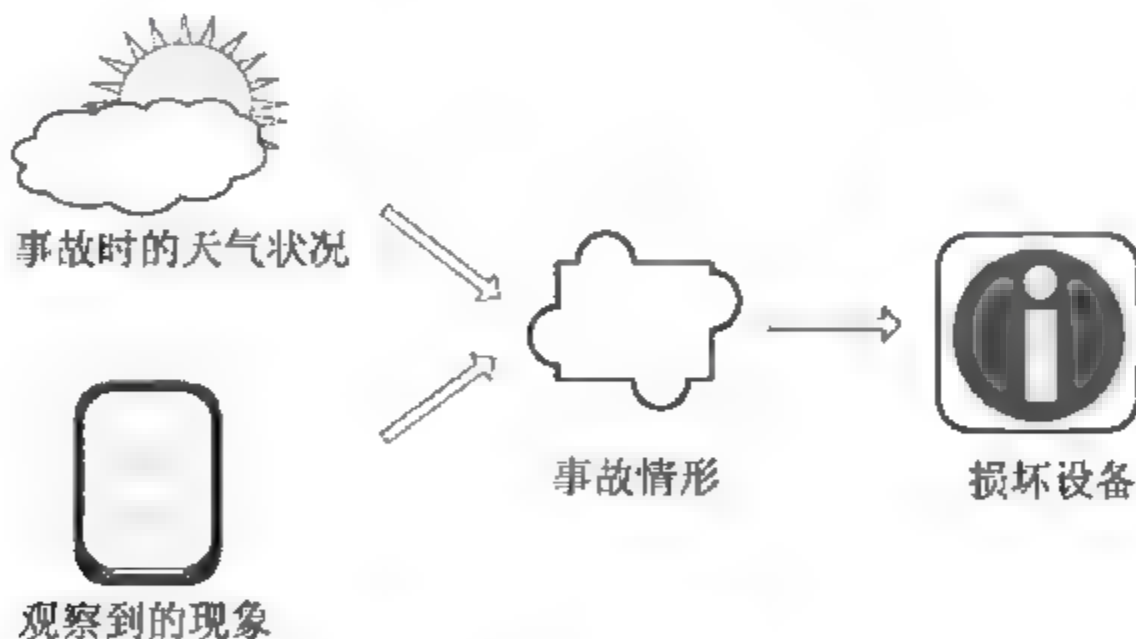 事故时的天气状况
事故情形
损坏设备
观察到的现象